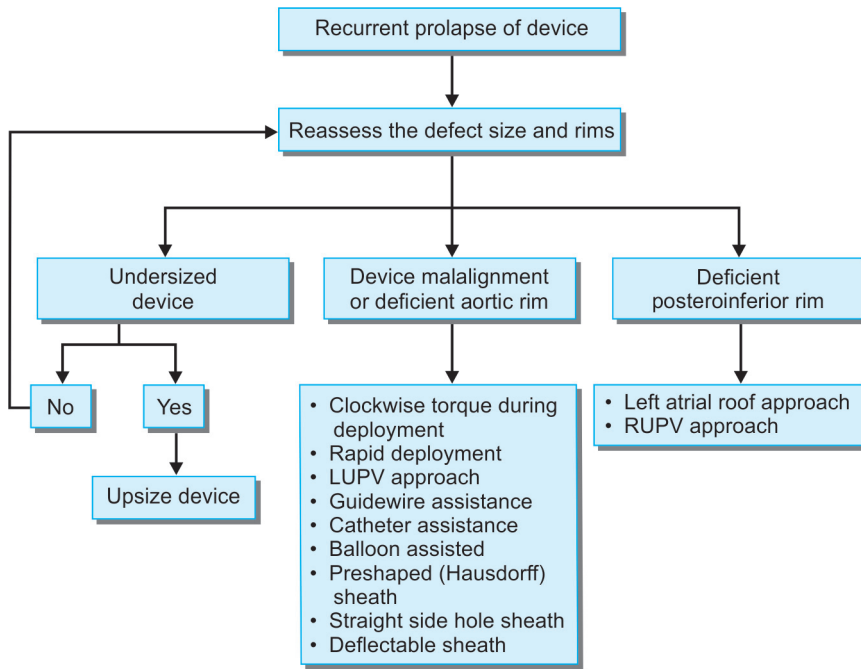 Recurrent prolapse of device
Reassess the defect size and rims
Undersized
device
Device malalignment
or deficient aortic rim
Deficient
posteroinferior rim
No
Yes
Upsize device
• Clockwise torque during
deployment
• Rapid deployment
• LUPV approach
• Guidewire assistance
• Catheter assistance
• Balloon assisted
• Preshaped (Hausdorff)
sheath
• Straight side hole sheath
• Deflectable sheath
• Left atrial roof approach
• RUPV approach